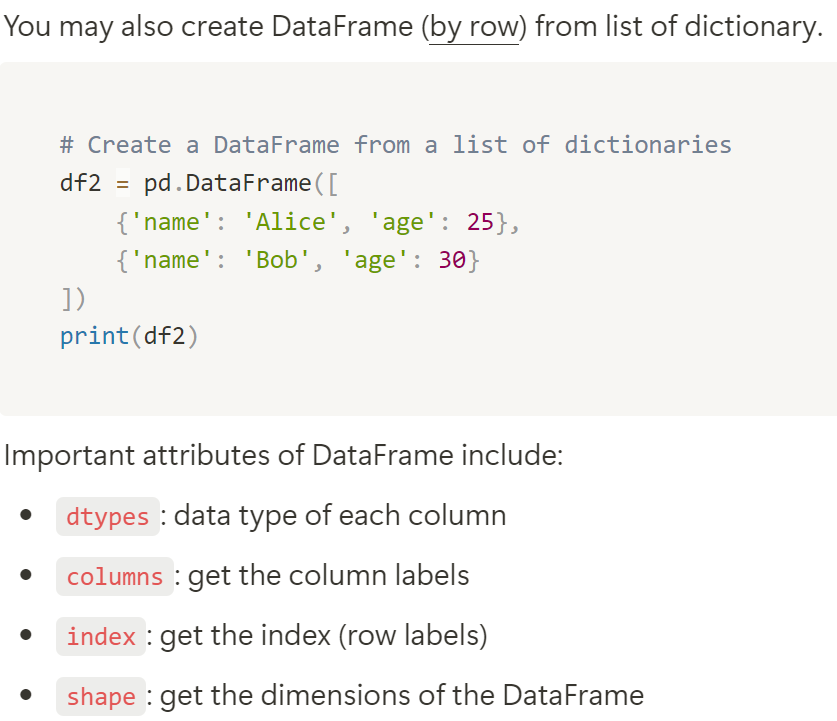 You may also create DataFrame (by row) from list of dictionary.
# Create a DataFrame from a list of dictionaries
df2 = pd.DataFrame([
    {'name': 'Alice', 'age': 25},
    {'name': 'Bob', 'age': 30}
])
print(df2)
Important attributes of DataFrame include:
• dtypes : data type of each column
• columns : get the column labels
• index : get the index (row labels)
• shape : get the dimensions of the DataFrame